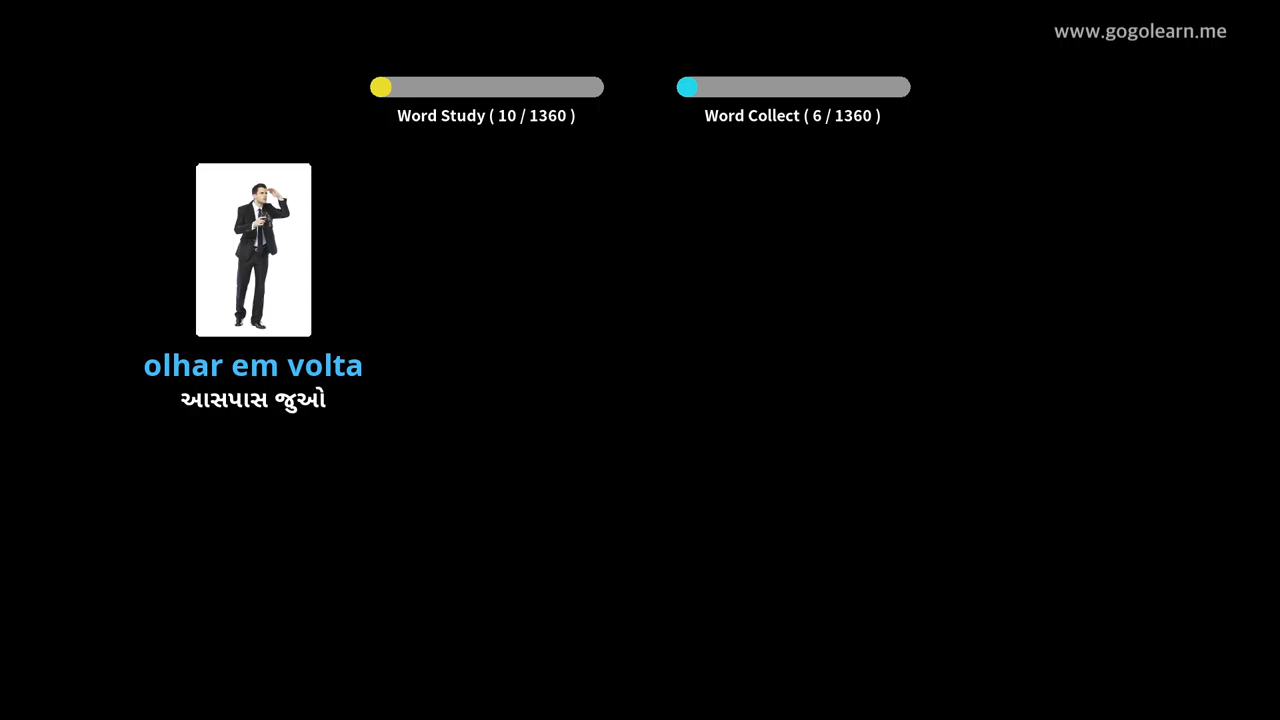 www.gogolearn.me
Word Study ( 10 / 1360 )
Word Collect ( 6 / 1360 )
olhar em volta
આસપાસ જુઓ